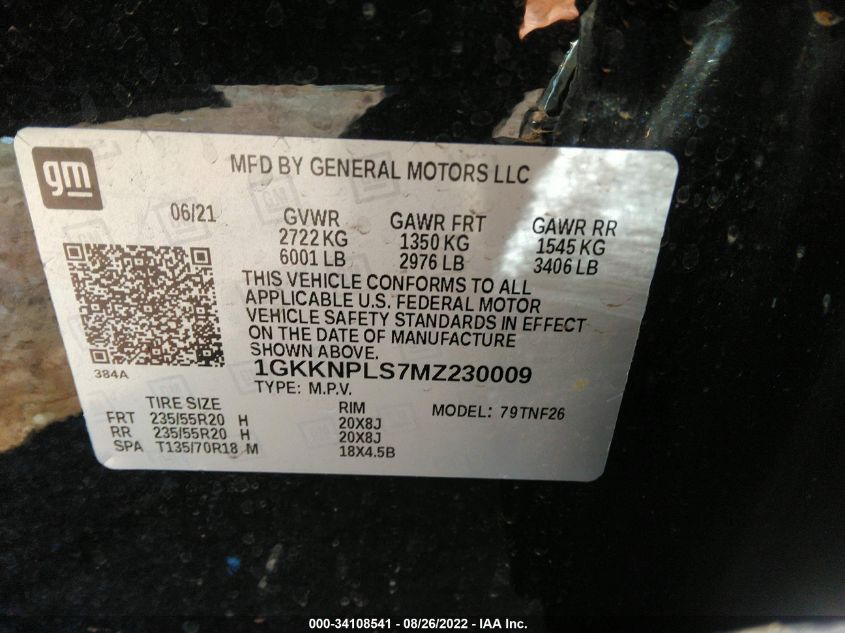 gm
MFD BY GENERAL MOTORS LLC
06/21
GVWR GAWR FRT GAWR RR
2722 KG 1350 KG 1545 KG
6001 LB 2976 LB 3406 LB
THIS VEHICLE CONFORMS TO ALL
APPLICABLE U.S. FEDERAL MOTOR
VEHICLE SAFETY STANDARDS IN EFFECT
ON THE DATE OF MANUFACTURE
SHOWN ABOVE.
384A
1GKKNPLS7MZ230009
TYPE: M.P.V.
MODEL: 79TNF26
TIRE SIZE RIM
FRT 235/55R20 H 20X8J
RR 235/55R20 H 20X8J
SPA T135/70R18 M 18X4.5B
000-34108541 - 08/26/2022 - IAA Inc.